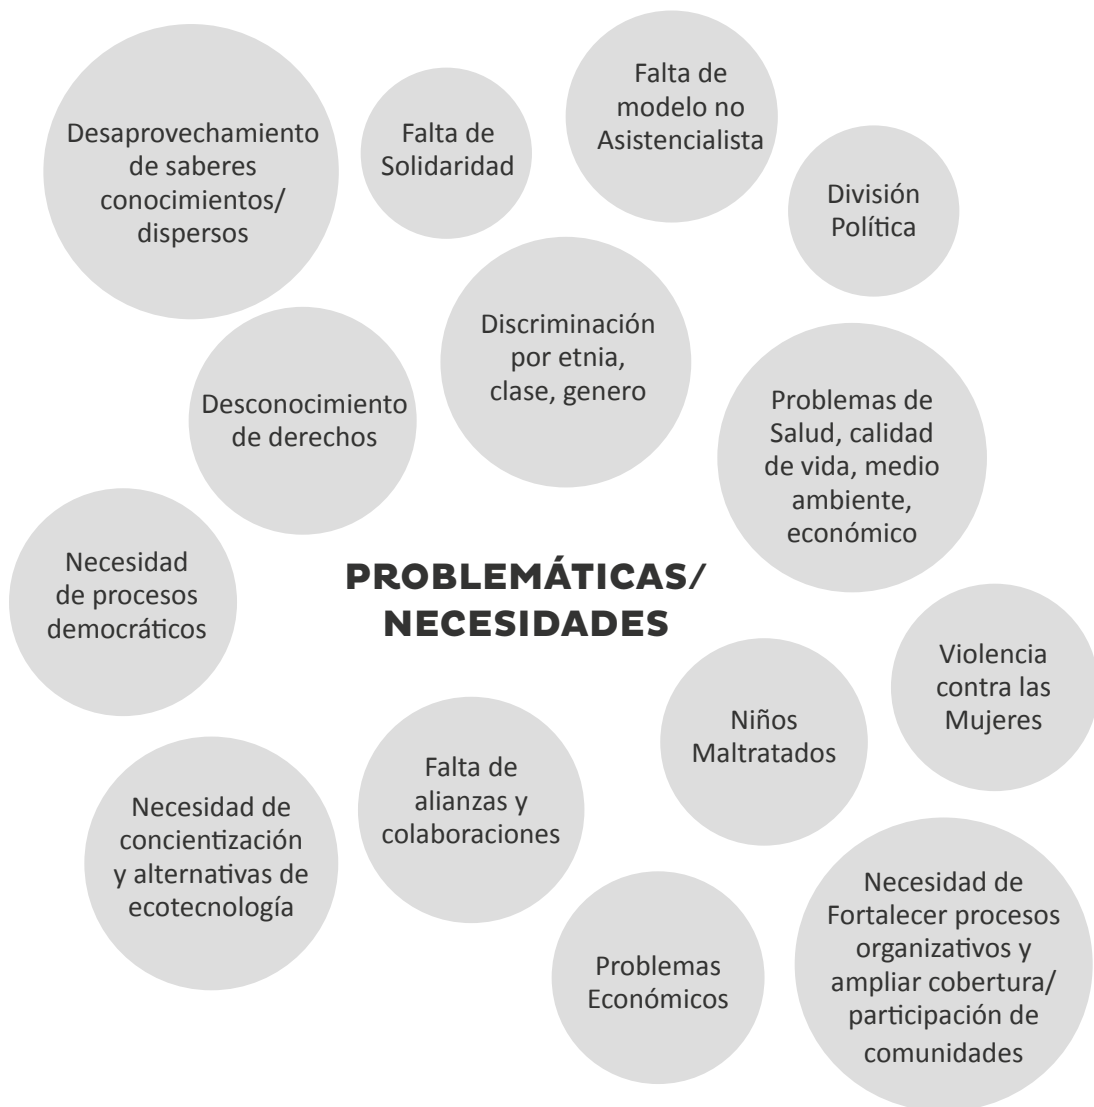 Desaprovechamiento
de saberes
conocimientos/
dispersos
Falta de
Solidaridad
Falta de
modelo no
Asistencialista
División
Política
Desconocimiento
de derechos
Discriminación
por etnia,
clase, genero
Problemas de
Salud, calidad
de vida, medio
ambiente,
económico
Necesidad
de procesos
democráticos
PROBLEMÁTICAS/
NECESIDADES
Violencia
contra las
Mujeres
Niños
Maltratados
Necesidad de
concientización
y alternativas de
ecotecnología
Falta de
alianzas y
colaboraciones
Problemas
Económicos
Necesidad de
Fortalecer procesos
organizativos y
ampliar cobertura/
participación de
comunidades